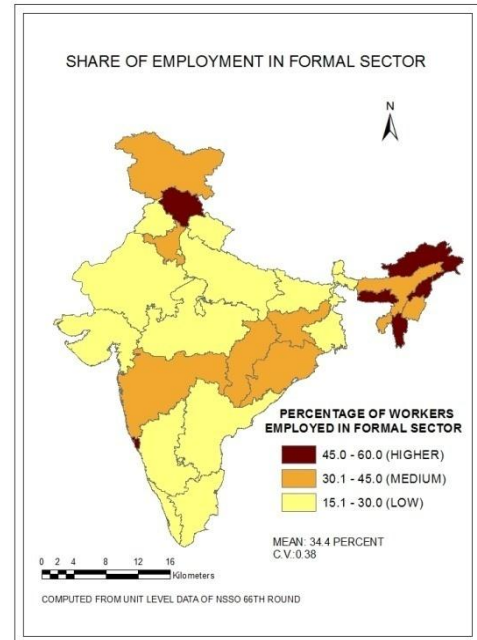 SHARE OF EMPLOYMENT IN FORMAL SECTOR
N
PERCENTAGE OF WORKERS
EMPLOYED IN FORMAL SECTOR
45.0 - 60.0 (HIGHER)
30.1 - 45.0 (MEDIUM)
15.1 - 30.0 (LOW)
MEAN: 34.4 PERCENT
C.V.:0.38
0 2 4 8 12 16
Kilometers
COMPUTED FROM UNIT LEVEL DATA OF NSSO 66TH ROUND